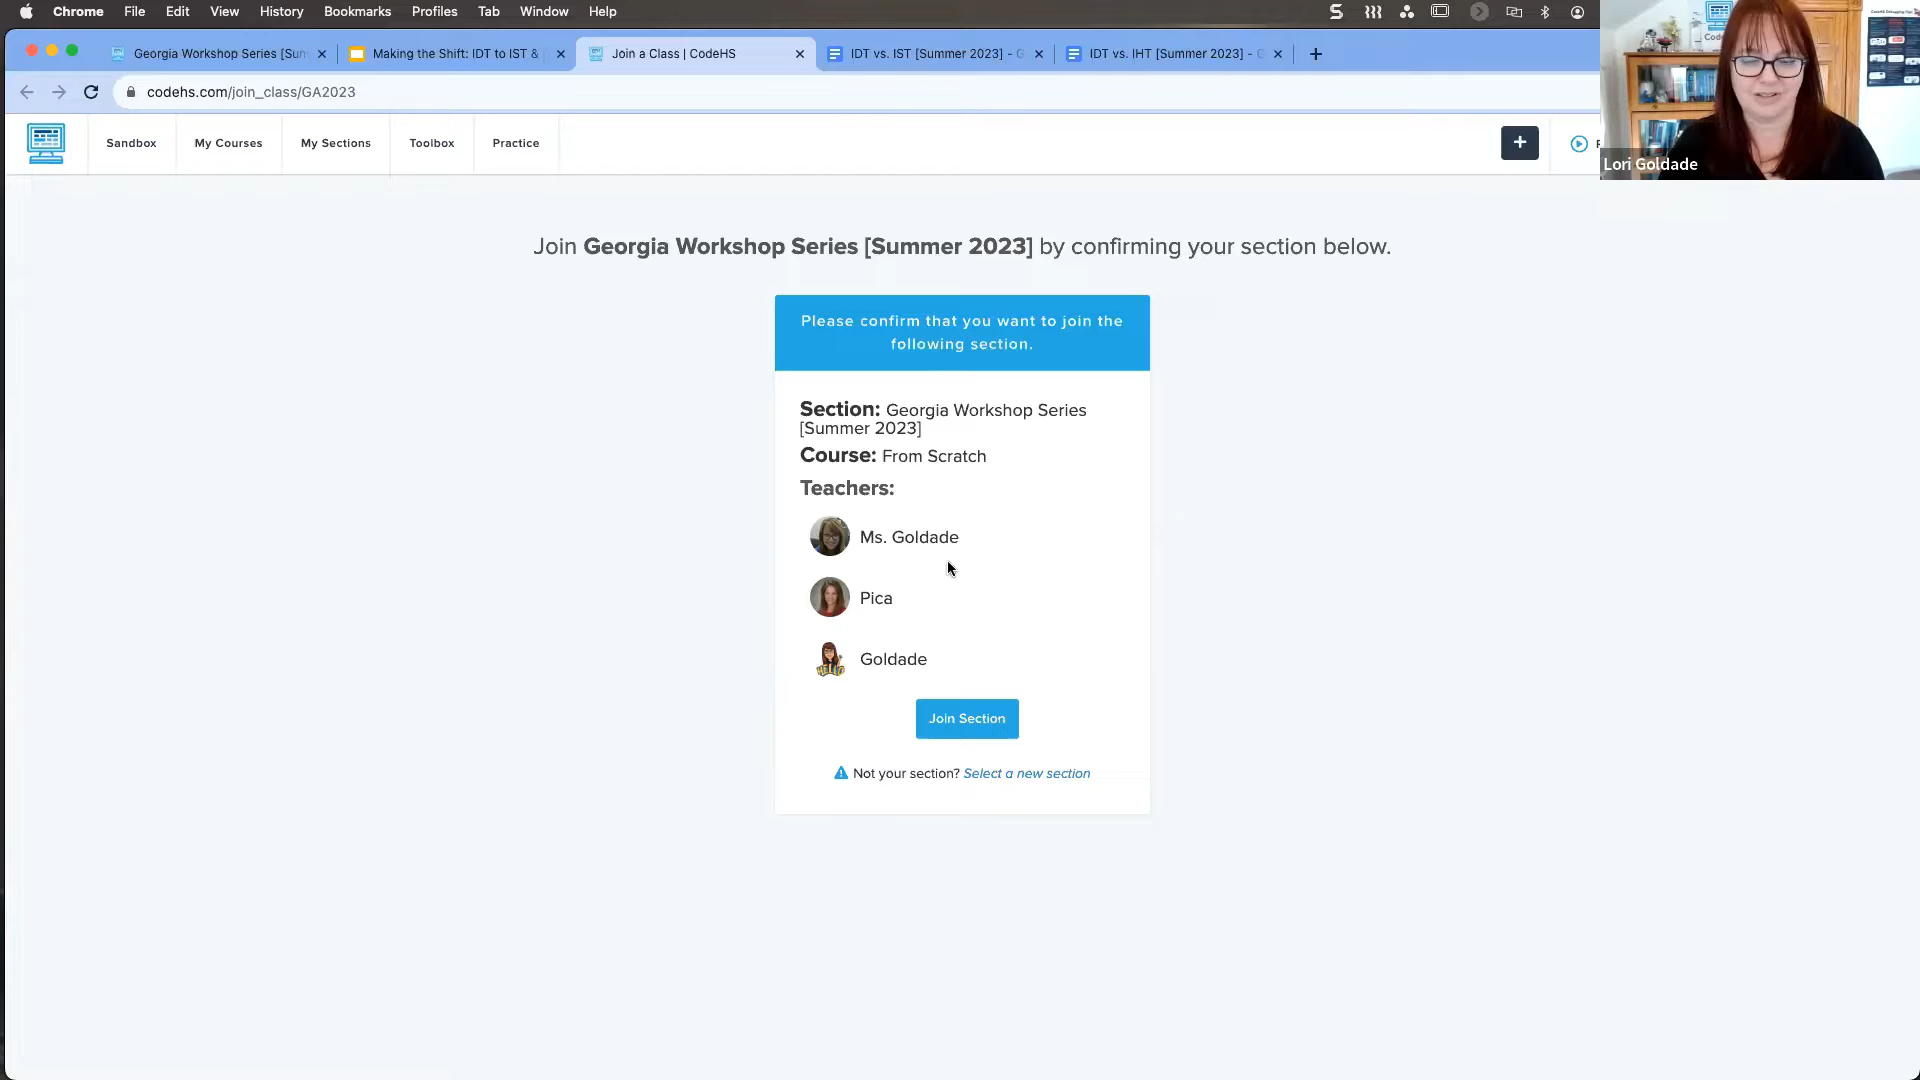 Chrome File Edit View History Bookmarks Profiles Tab Window Help
Georgia Workshop Series [Sum
Making the Shift: IDT to IST &
Join a Class | CodeHS
IDT vs. IST [Summer 2023] - G
IDT vs. IHT [Summer 2023] - G
codehs.com/join_class/GA2023
Sandbox My Courses My Sections Toolbox Practice
Lori Goldade
Join Georgia Workshop Series [Summer 2023] by confirming your section below.
Please confirm that you want to join the
following section.
Section: Georgia Workshop Series
[Summer 2023]
Course: From Scratch
Teachers:
Ms. Goldade
Pica
HELLO
Goldade
Join Section
Not your section? Select a new section